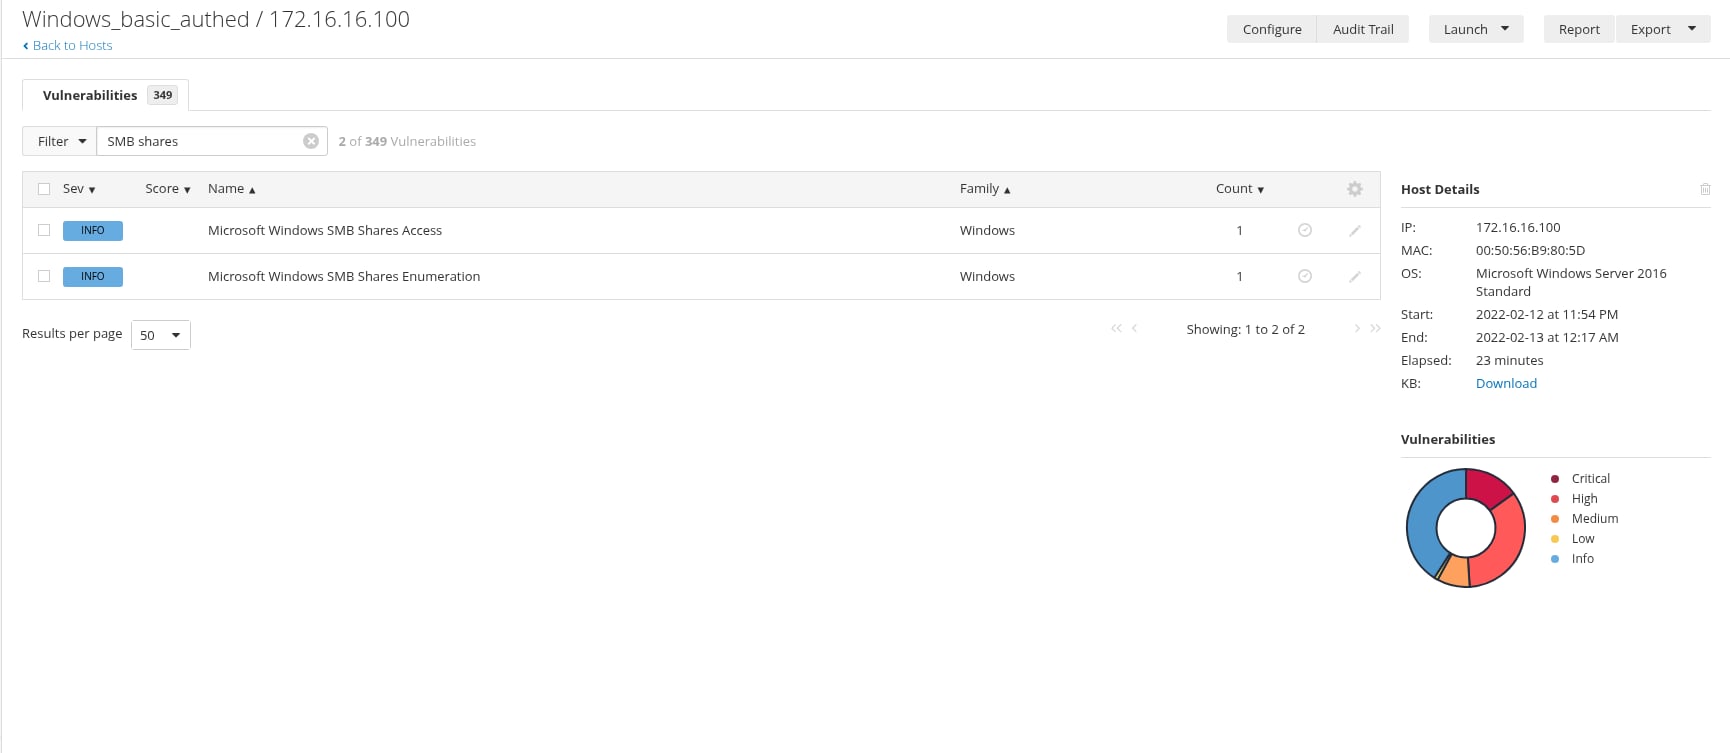 Windows_basic_authed / 172.16.16.100
Back to Hosts
Configure Audit Trail Launch Report Export
Vulnerabilities 349
Filter SMB shares 2 of 349 Vulnerabilities
Sev Score Name Family Count
INFO Microsoft Windows SMB Shares Access Windows 1
INFO Microsoft Windows SMB Shares Enumeration Windows 1
Results per page 50 Showing: 1 to 2 of 2
Host Details
IP: 172.16.16.100
MAC: 00:50:56:B9:80:5D
OS: Microsoft Windows Server 2016
Standard
Start: 2022-02-12 at 11:54 PM
End: 2022-02-13 at 12:17 AM
Elapsed: 23 minutes
KB: Download
Vulnerabilities
Critical
High
Medium
Low
Info